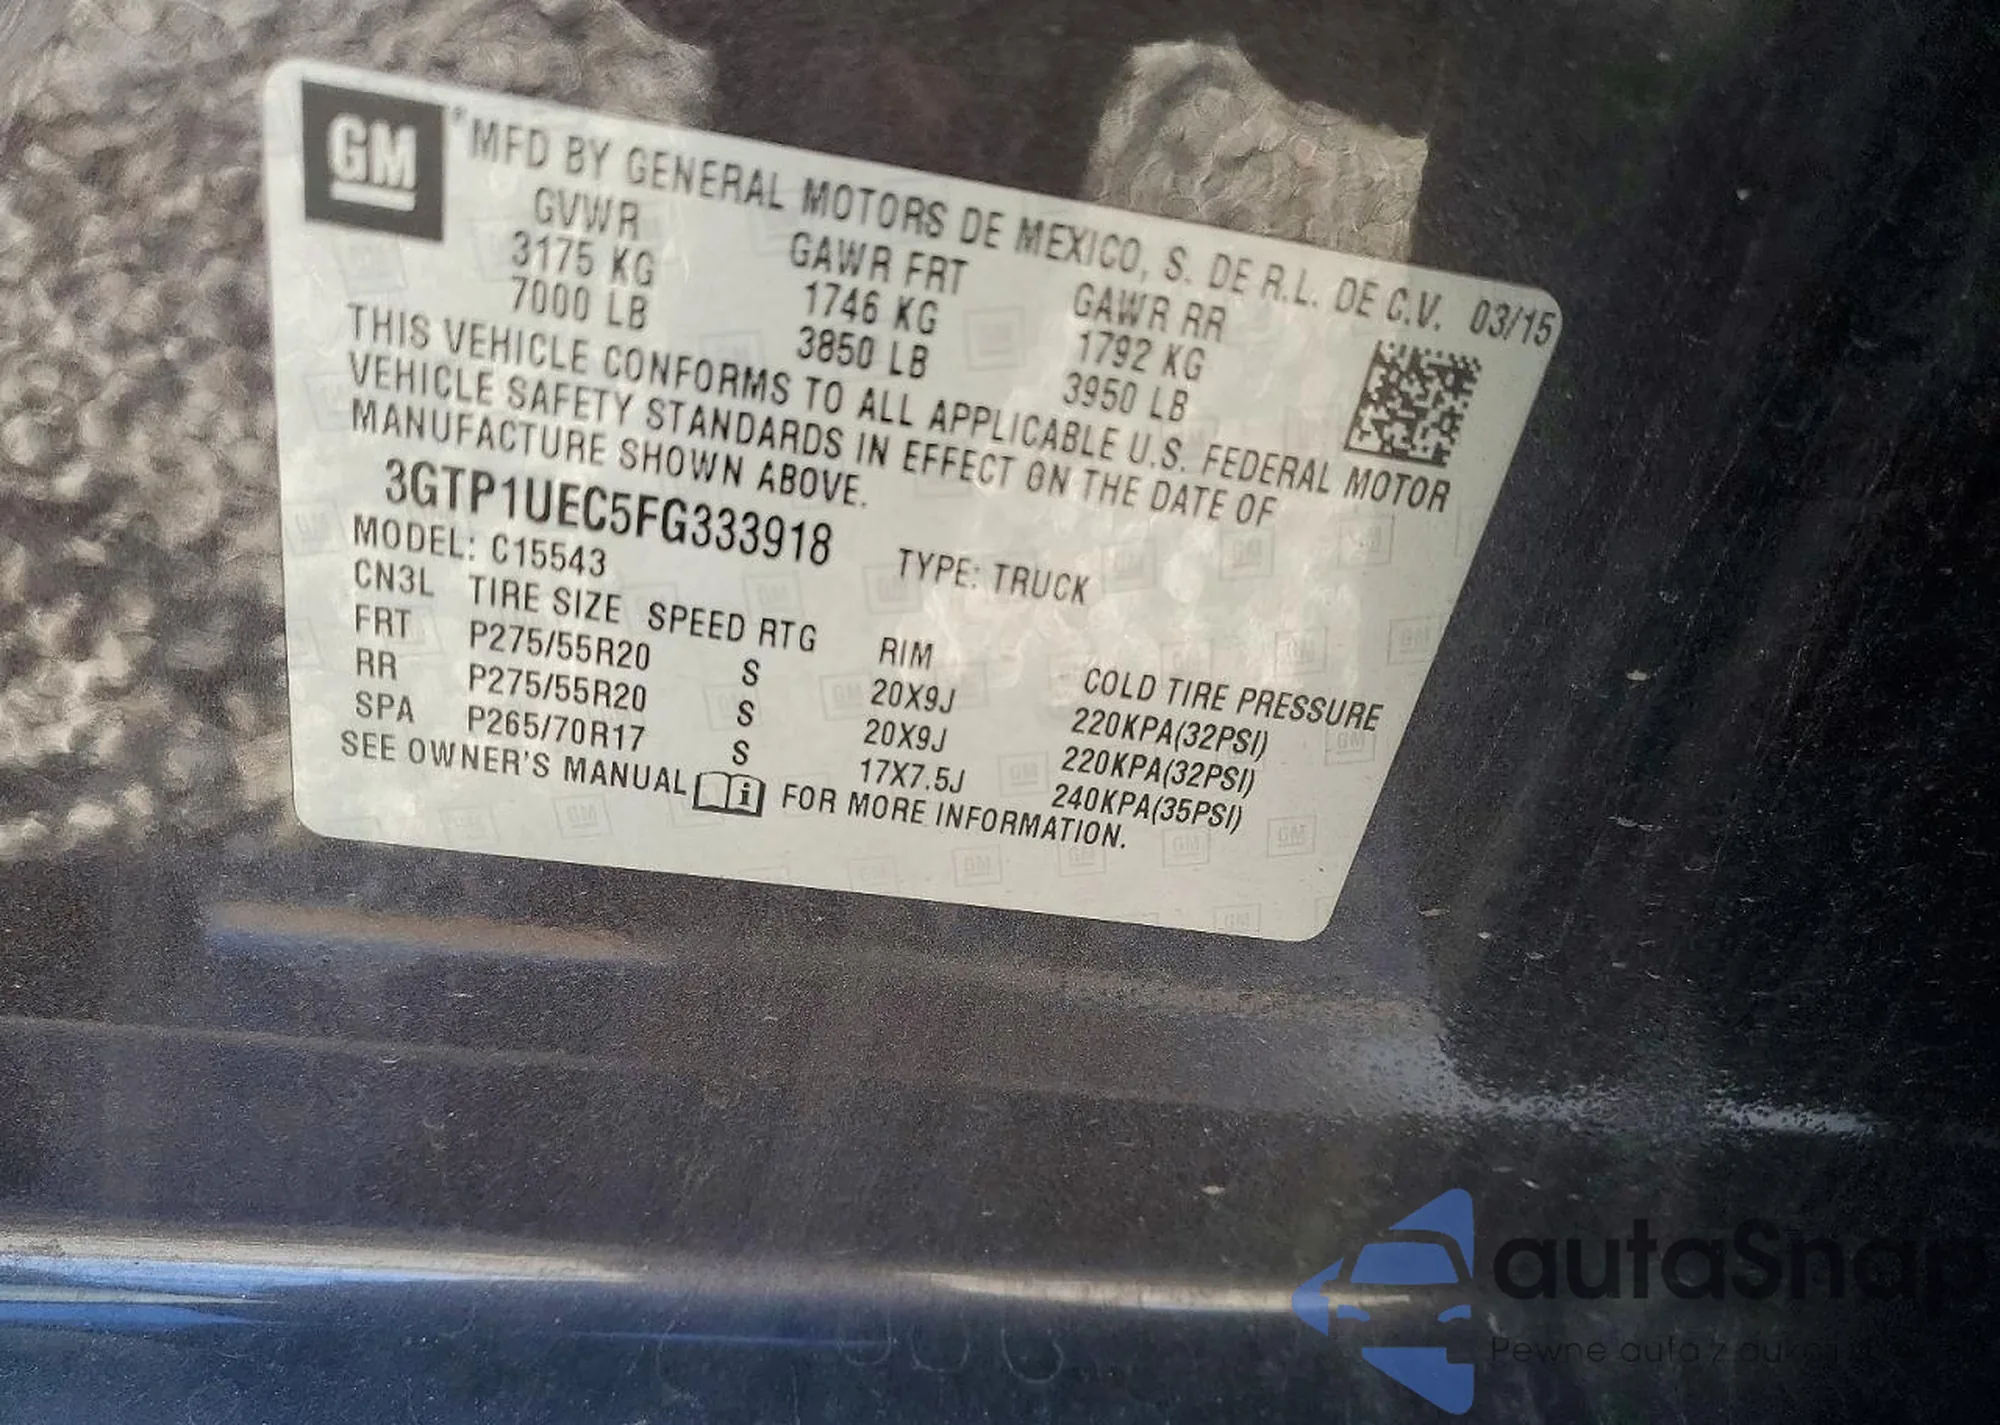 GM
MFD BY GENERAL MOTORS DE MEXICO, S. DE R.L. DE C.V. 03/15
GVWR GAWR FRT GAWR RR
3175 KG 1746 KG 1792 KG
7000 LB 3850 LB 3950 LB
THIS VEHICLE CONFORMS TO ALL APPLICABLE U.S. FEDERAL MOTOR
VEHICLE SAFETY STANDARDS IN EFFECT ON THE DATE OF
MANUFACTURE SHOWN ABOVE.
3GTP1UEC5FG333918 TYPE: TRUCK
MODEL: C15543
CN3L TIRE SIZE SPEED RTG RIM COLD TIRE PRESSURE
FRT P275/55R20 S 20X9J 220KPA(32PSI)
RR P275/55R20 S 20X9J 220KPA(32PSI)
SPA P265/70R17 S 17X7.5J 240KPA(35PSI)
SEE OWNER'S MANUAL i FOR MORE INFORMATION.
autaSnap
Pewne auta z